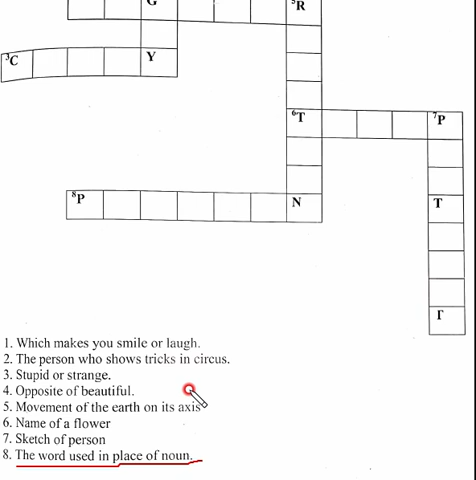 G
⁵R
³C Y
⁶T ⁷P
⁸P N T
1. Which makes you smile or laugh.
2. The person who shows tricks in circus.
3. Stupid or strange.
4. Opposite of beautiful.
5. Movement of the earth on its axis
6. Name of a flower
7. Sketch of person
8. The word used in place of noun.